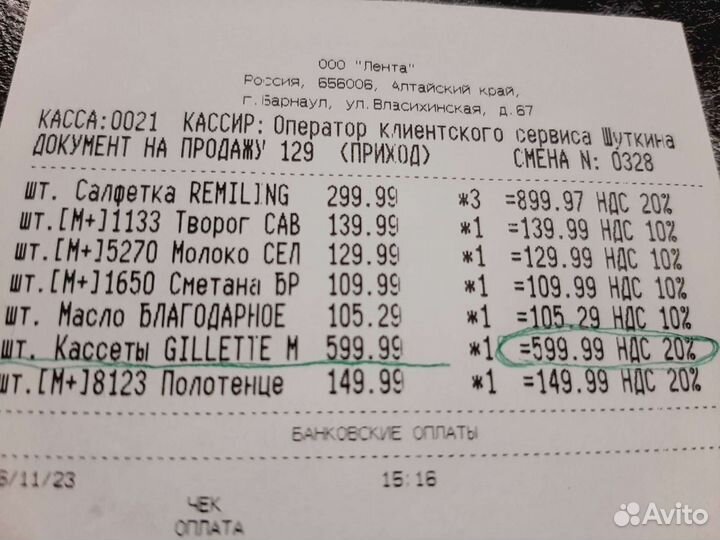 ООО "Лента"
Россия, 656006, Алтайский край,
г.Барнаул, ул.Власихинская, д.67
КАССА:0021 КАССИР: Оператор клиентского сервиса Шуткина
ДОКУМЕНТ НА ПРОДАЖУ 129 (ПРИХОД) СМЕНА N: 0328
шт. Салфетка REMILING 299.99 *3 =899.97 НДС 20%
шт.[М+]1133 Творог САВ 139.99 *1 =139.99 НДС 10%
шт.[М+]5270 Молоко СЕЛ 129.99 *1 =129.99 НДС 10%
шт.[М+]1650 Сметана БР 109.99 *1 =109.99 НДС 10%
шт. Масло БЛАГОДАРНОЕ 105.29 *1 =105.29 НДС 10%
шт. Кассеты GILLETTE M 599.99 *1 =599.99 НДС 20%
шт.[М+]8123 Полотенце 149.99 *1 =149.99 НДС 20%
БАНКОВСКИЕ ОПЛАТЫ
6/11/23 15:16
ЧЕК
ОПЛАТА
Avito